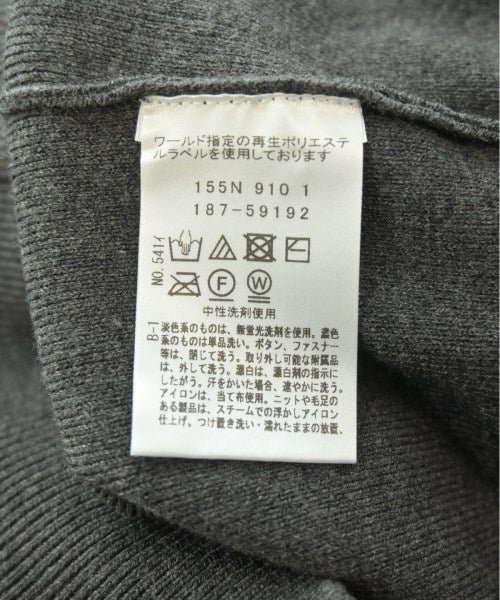 ワールド指定の再生ポリエステ
ルラベルを使用しております
155N 910 1
187-59192
NO.541イ
F W
中性洗剤使用
B-1
淡色系のものは、無蛍光洗剤を使用。濃色
系のものは単品洗い。ボタン、ファスナー
等は、閉じて洗う。取り外し可能な附属品
は、外して洗う。漂白は、漂白剤の指示に
したがう。汗をかいた場合、速やかに洗う。
アイロンは、当て布使用。ニットや毛足の
ある製品は、スチームでの浮かしアイロン
仕上げ。つけ置き洗い・濡れたままの放置、